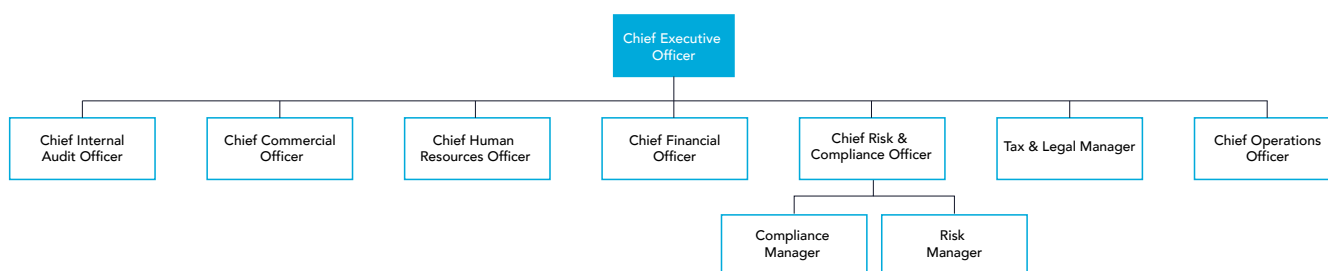 Chief Executive
Officer
Chief Internal
Audit Officer
Chief Commercial
Officer
Chief Human
Resources Officer
Chief Financial
Officer
Chief Risk &
Compliance Officer
Tax & Legal Manager
Chief Operations
Officer
Compliance
Manager
Risk
Manager